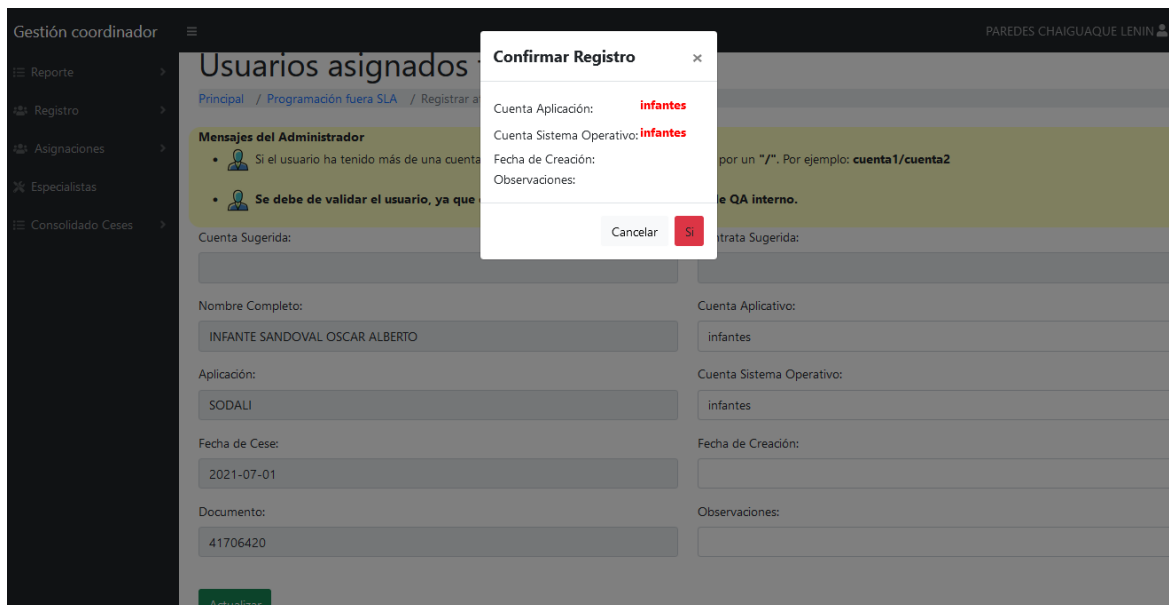 Gestión coordinador
PAREDES CHAIGUAQUE LENIN
Reporte
Registro
Asignaciones
Especialistas
Consolidado Ceses
Usuarios asignados
Principal / Programación fuera SLA / Registrar
Mensajes del Administrador
Si el usuario ha tenido más de una cuenta por un "/". Por ejemplo: cuenta1/cuenta2
Se debe de validar el usuario, ya que QA interno.
Confirmar Registro ×
Cuenta Aplicación: infantes
Cuenta Sistema Operativo: infantes
Fecha de Creación:
Observaciones:
Cancelar Si
Cuenta Sugerida:
Sugerida:
Nombre Completo:
INFANTE SANDOVAL OSCAR ALBERTO
Cuenta Aplicativo:
infantes
Aplicación:
SODALI
Cuenta Sistema Operativo:
infantes
Fecha de Cese:
2021-07-01
Fecha de Creación:
Documento:
41706420
Observaciones:
Actualizar